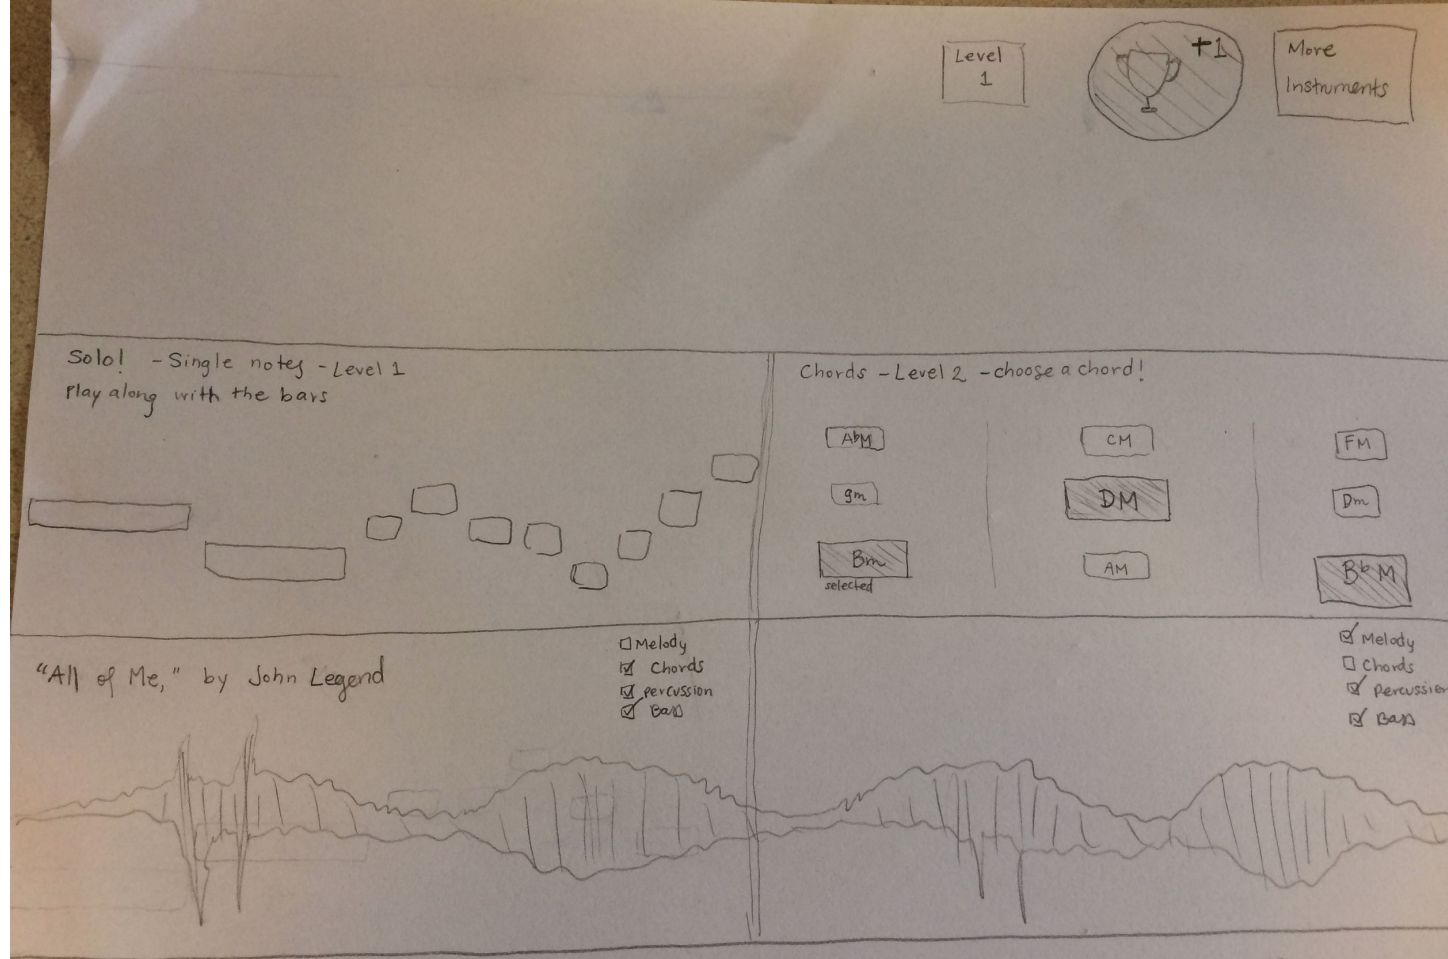 Level
1
+1
More
Instruments
Solo! - Single notes - Level 1
Play along with the bars
Chords - Level 2 - choose a chord!
AbM
CM
FM
gm
DM
Dm
Bm
selected
AM
BbM
"All of Me," by John Legend
Melody
Chords
percussion
Bass
Melody
Chords
Percussion
Bass